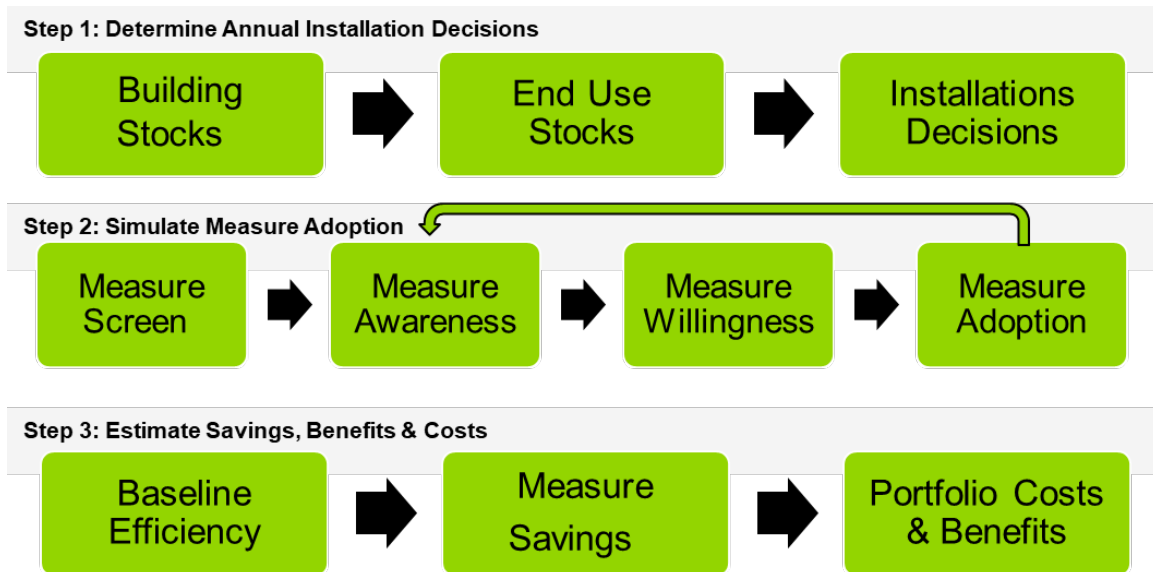 Step 1: Determine Annual Installation Decisions
Building
Stocks
End Use
Stocks
Installations
Decisions
Step 2: Simulate Measure Adoption
Measure
Screen
Measure
Awareness
Measure
Willingness
Measure
Adoption
Step 3: Estimate Savings, Benefits & Costs
Baseline
Efficiency
Measure
Savings
Portfolio Costs
& Benefits